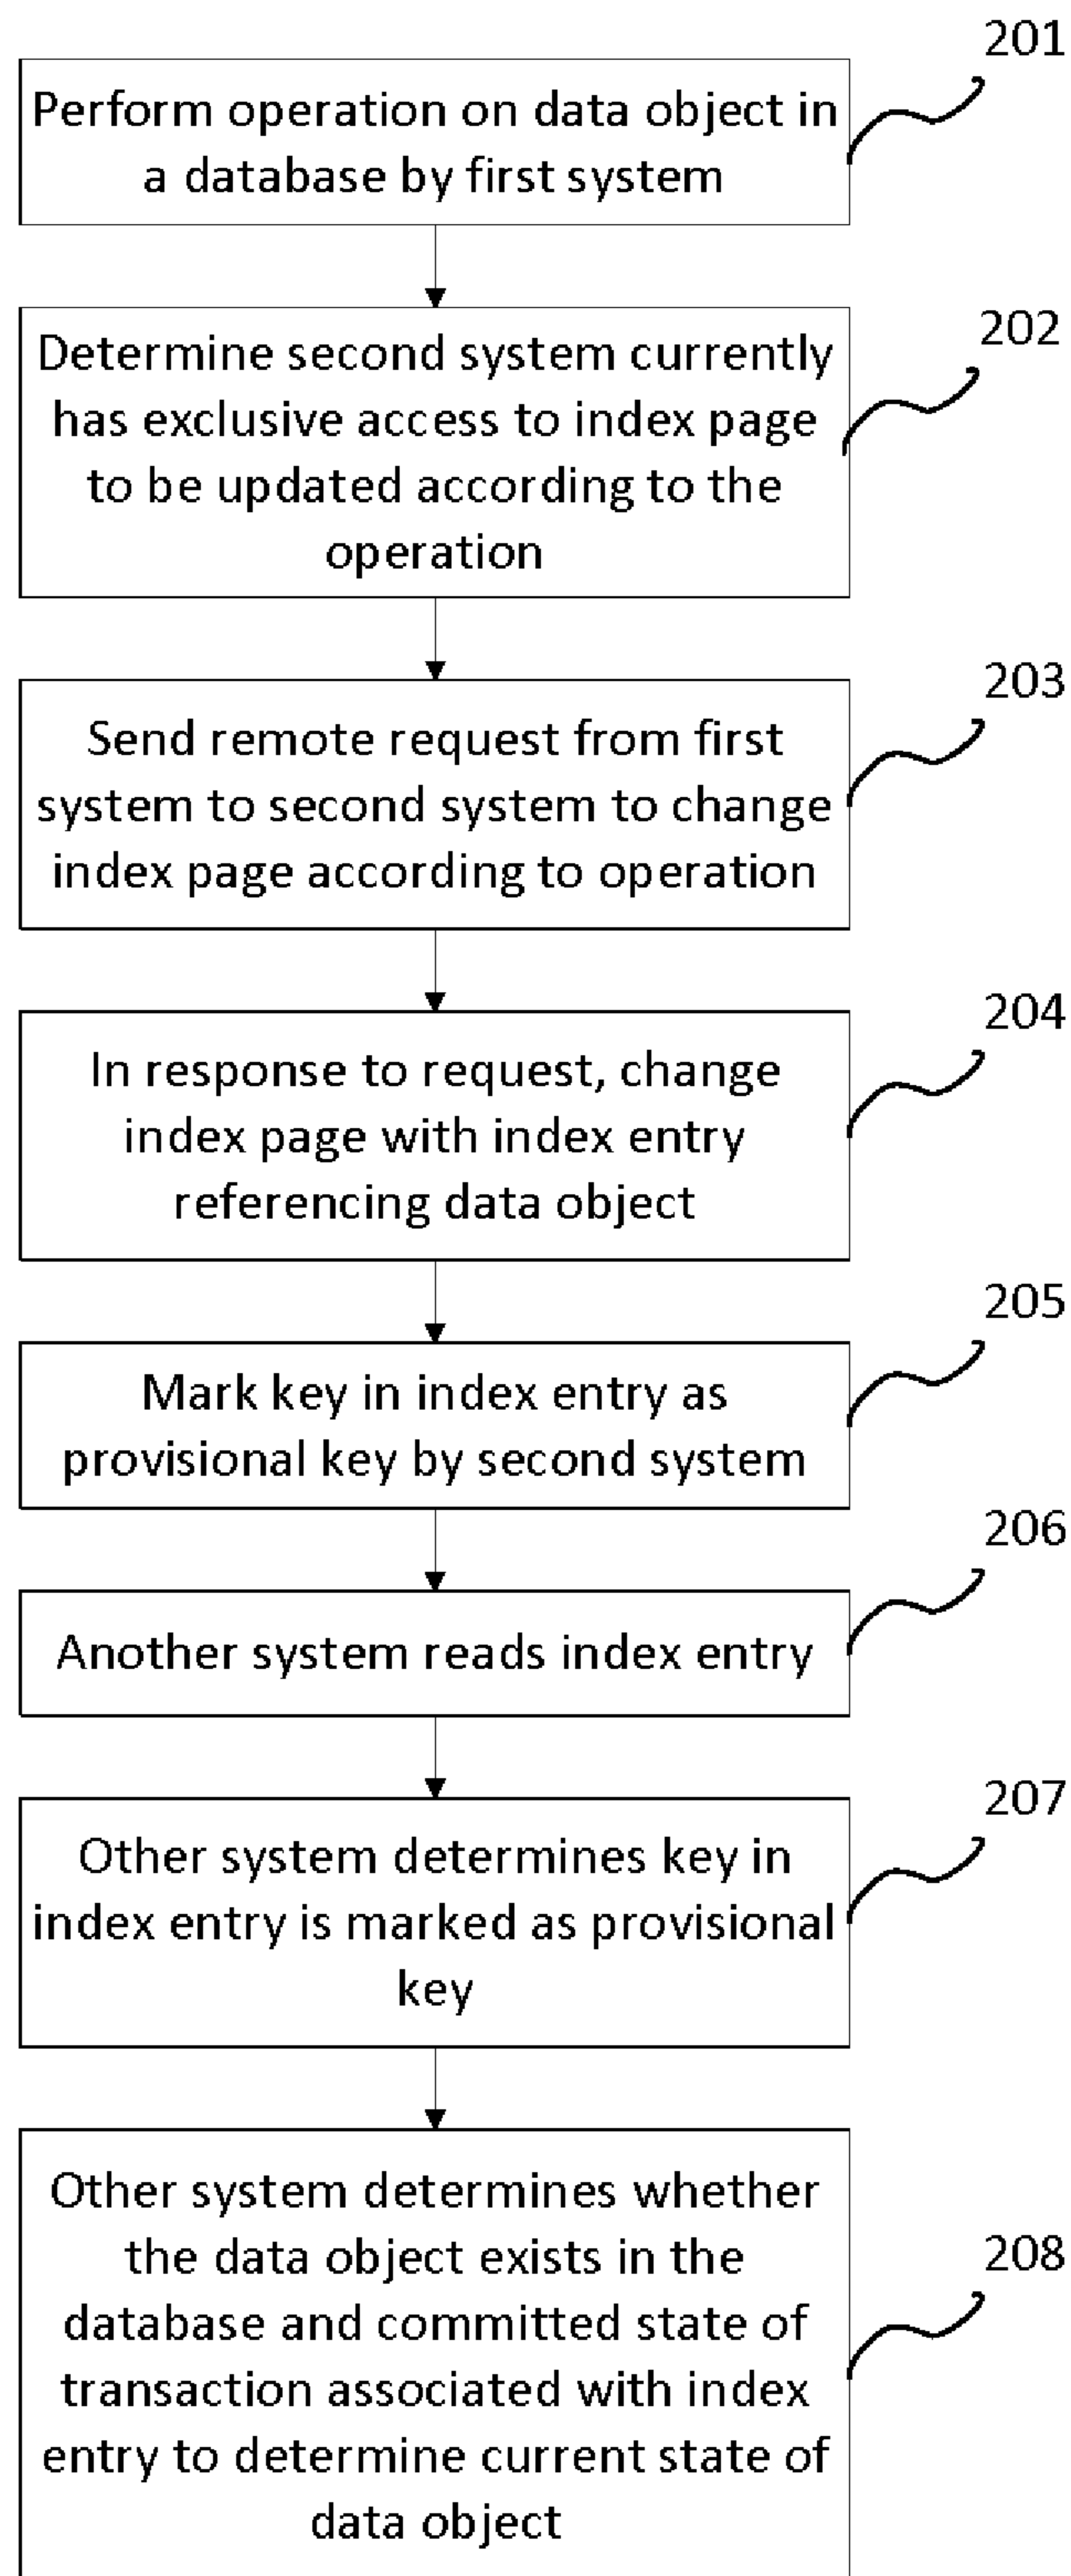 201
Perform operation on data object in
a database by first system
202
Determine second system currently
has exclusive access to index page
to be updated according to the
operation
203
Send remote request from first
system to second system to change
index page according to operation
204
In response to request, change
index page with index entry
referencing data object
205
Mark key in index entry as
provisional key by second system
206
Another system reads index entry
207
Other system determines key in
index entry is marked as provisional
key
208
Other system determines whether
the data object exists in the
database and committed state of
transaction associated with index
entry to determine current state of
data object